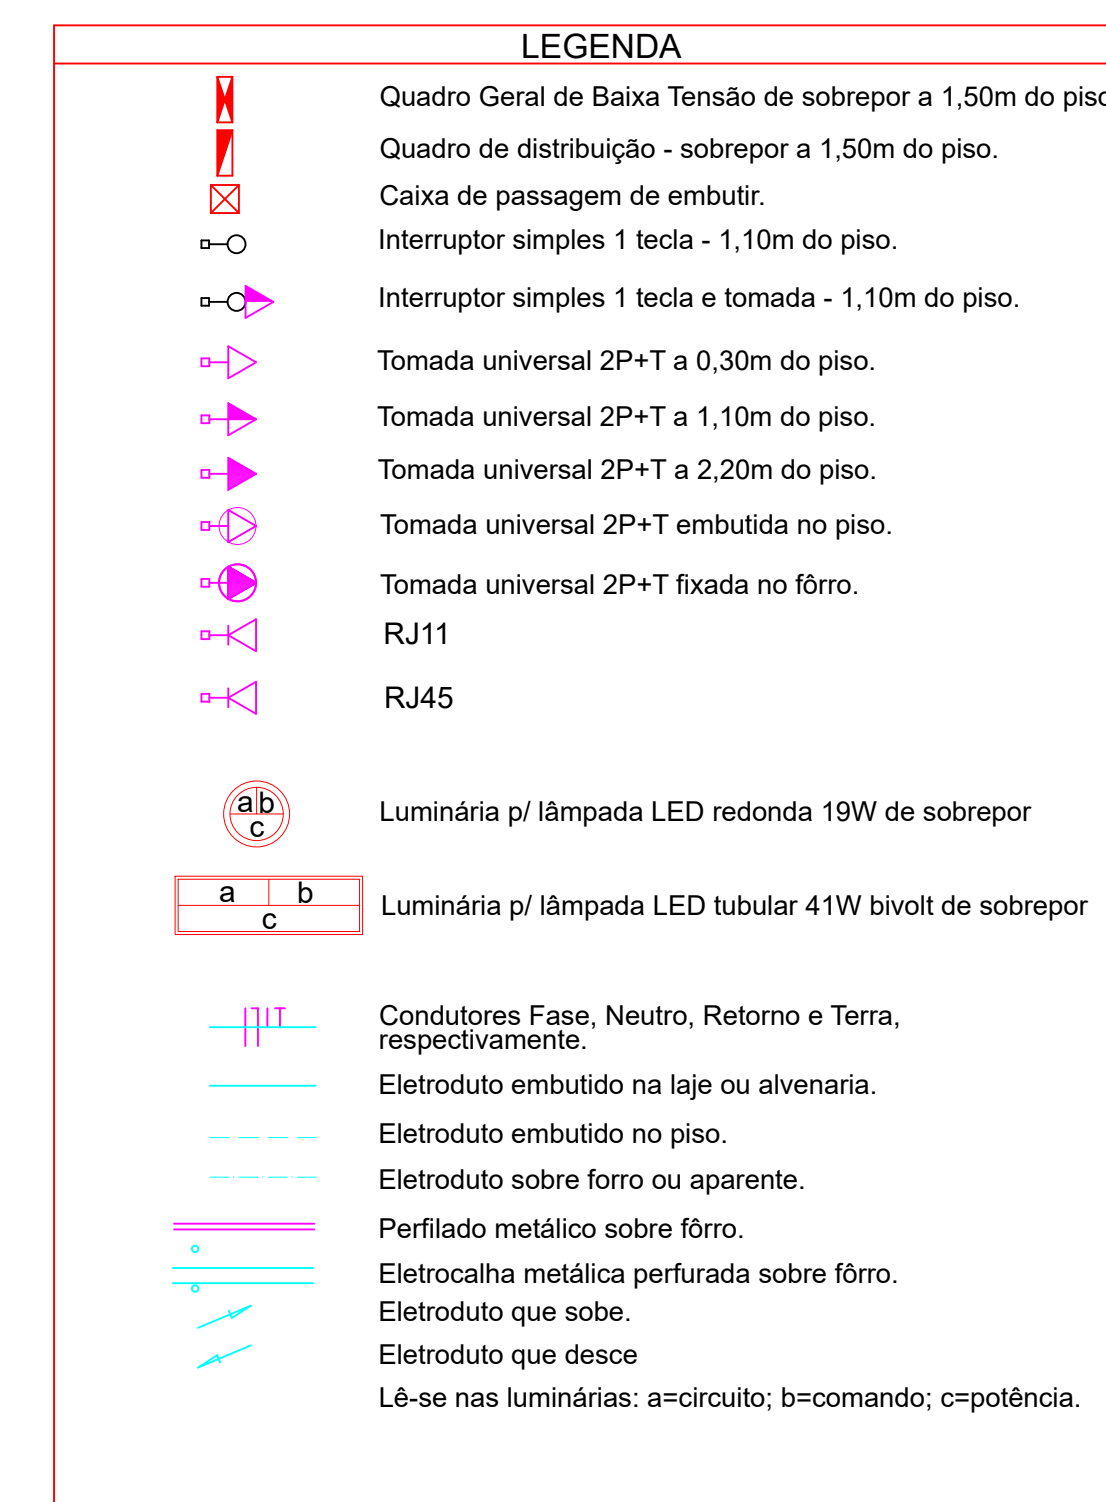 LEGENDA
Quadro Geral de Baixa Tensão de sobrepor a 1,50m do piso
Quadro de distribuição - sobrepor a 1,50m do piso.
Caixa de passagem de embutir.
Interruptor simples 1 tecla - 1,10m do piso.
Interruptor simples 1 tecla e tomada - 1,10m do piso.
Tomada universal 2P+T a 0,30m do piso.
Tomada universal 2P+T a 1,10m do piso.
Tomada universal 2P+T a 2,20m do piso.
Tomada universal 2P+T embutida no piso.
Tomada universal 2P+T fixada no fôrro.
RJ11
RJ45
a b
c
Luminária p/ lâmpada LED redonda 19W de sobrepor
a b
c
Luminária p/ lâmpada LED tubular 41W bivolt de sobrepor
Condutores Fase, Neutro, Retorno e Terra,
respectivamente.
Eletroduto embutido na laje ou alvenaria.
Eletroduto embutido no piso.
Eletroduto sobre forro ou aparente.
Perfilado metálico sobre fôrro.
Eletrocalha metálica perfurada sobre fôrro.
Eletroduto que sobe.
Eletroduto que desce
Lê-se nas luminárias: a=circuito; b=comando; c=potência.